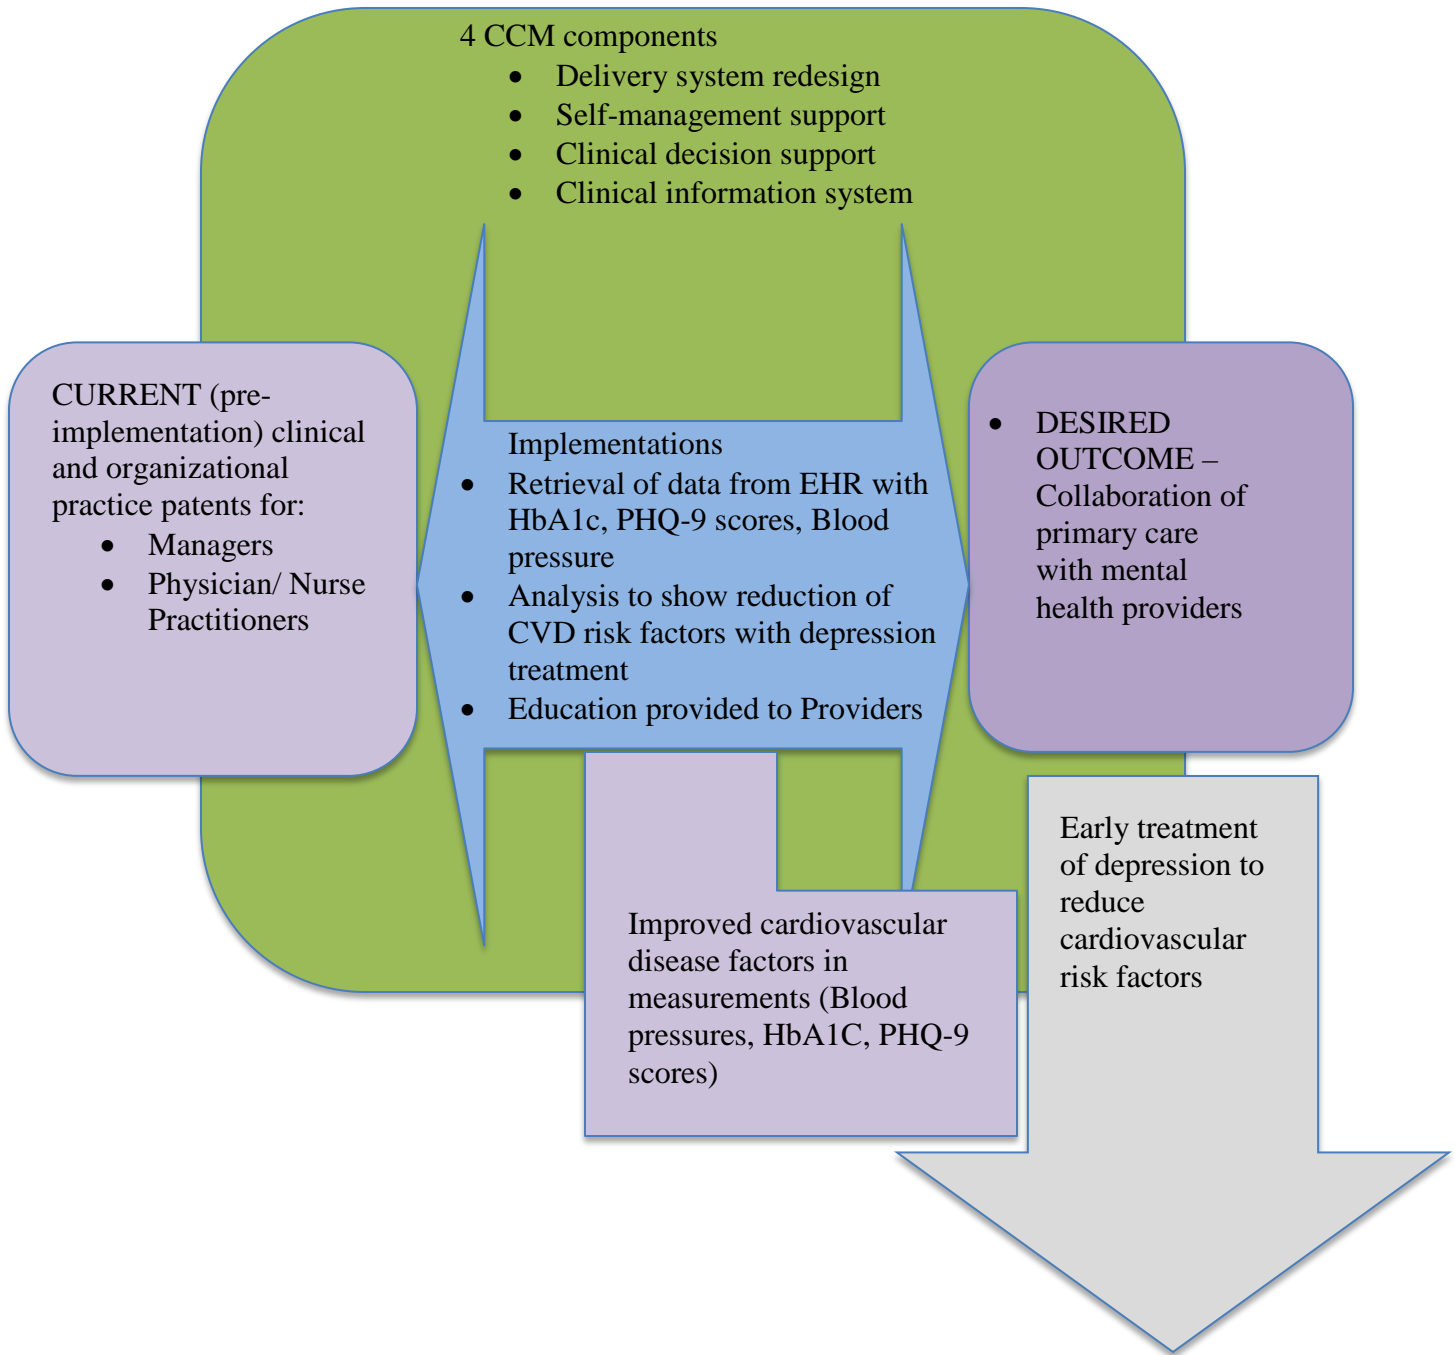 4 CCM components
• Delivery system redesign
• Self-management support
• Clinical decision support
• Clinical information system
CURRENT (pre-
implementation) clinical
and organizational
practice patents for:
• Managers
• Physician/ Nurse
Practitioners
Implementations
• Retrieval of data from EHR with
HbA1c, PHQ-9 scores, Blood
pressure
• Analysis to show reduction of
CVD risk factors with depression
treatment
• Education provided to Providers
• DESIRED
OUTCOME –
Collaboration of
primary care
with mental
health providers
Improved cardiovascular
disease factors in
measurements (Blood
pressures, HbA1C, PHQ-9
scores)
Early treatment
of depression to
reduce
cardiovascular
risk factors